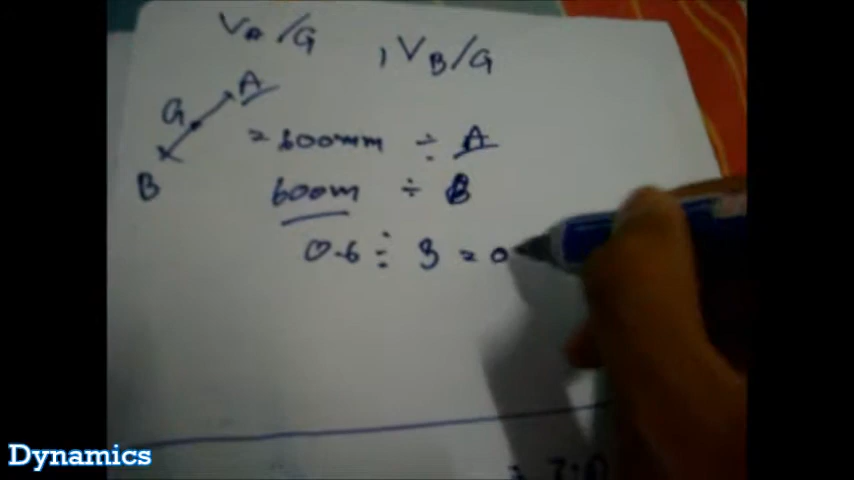 VA/G , VB/G
A
G
B
= 600mm ÷ A
600m ÷ B
0.6 ÷ 3 = 0
Dynamics